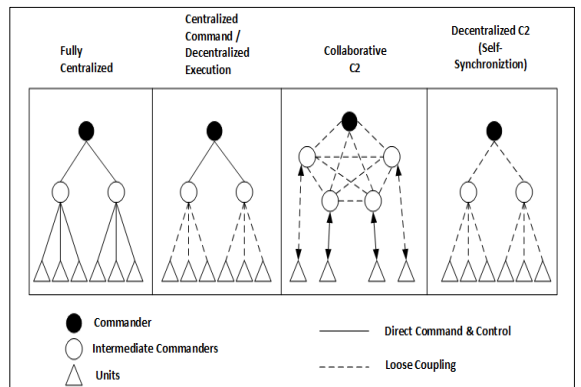 Fully
Centralized
Centralized
Command /
Decentralized
Execution
Collaborative
C2
Decentralized C2
(Self-
Synchroniztion)
Commander
Intermediate Commanders
Units
Direct Command & Control
Loose Coupling